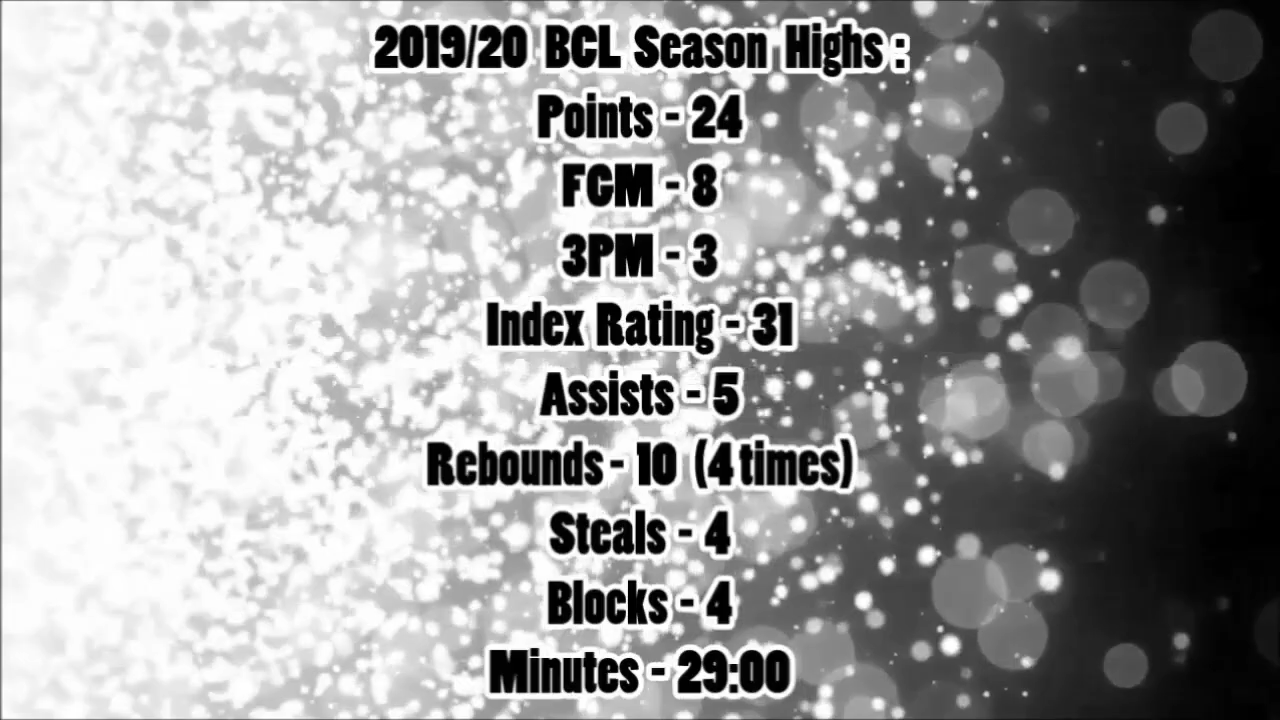 2019/20 BCL Season Highs :
Points - 24
FGM - 8
3PM - 3
Index Rating - 31
Assists - 5
Rebounds - 10 (4 times)
Steals - 4
Blocks - 4
Minutes - 29:00